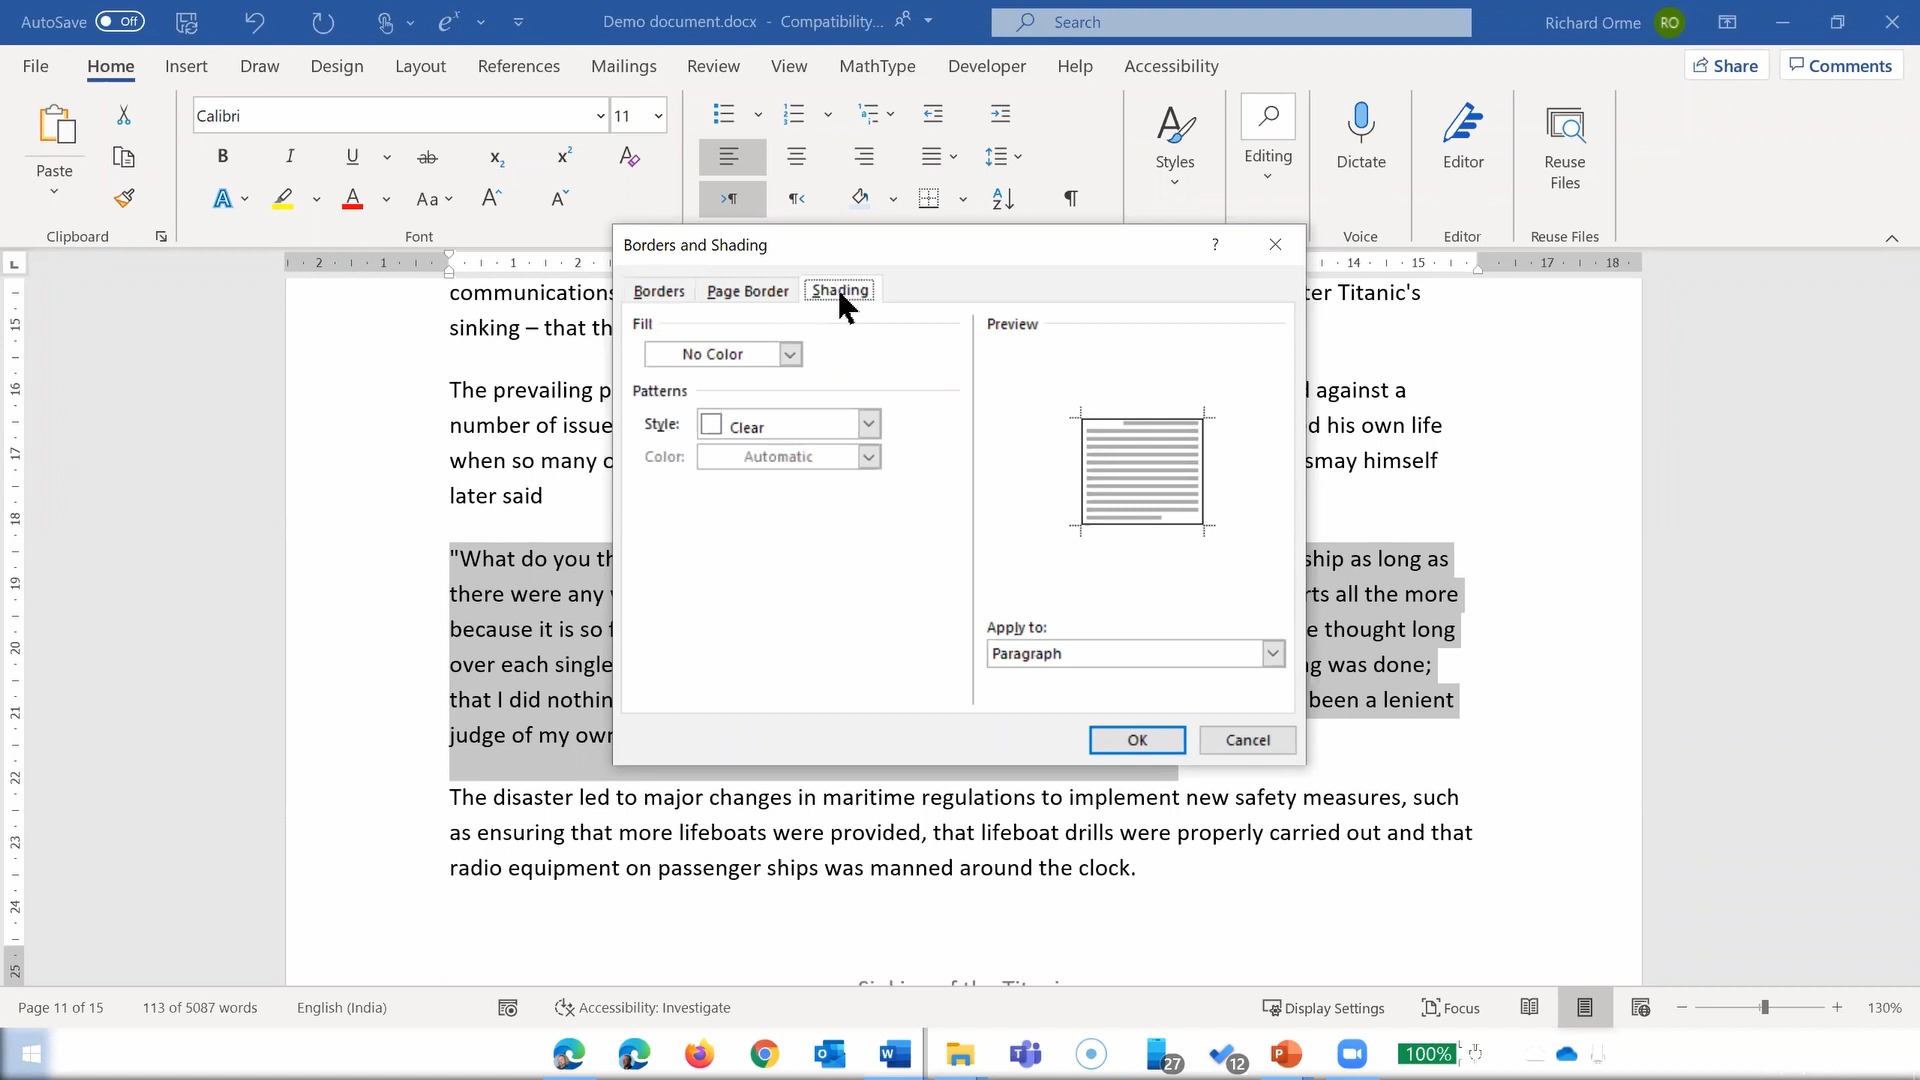 AutoSave Off Demo document.docx - Compatibility... Search Richard Orme RO
File Home Insert Draw Design Layout References Mailings Review View MathType Developer Help Accessibility Share Comments
Calibri 11
Paste Styles Editing Dictate Editor Reuse Files
Clipboard Font Voice Editor Reuse Files
Borders and Shading
Borders Page Border Shading
Fill
No Color
Patterns
Style: Clear
Color: Automatic
Preview
Apply to:
Paragraph
OK Cancel
communications ter Titanic's
sinking – that th
The prevailing p d against a
number of issue d his own life
when so many o smay himself
later said
"What do you th ship as long as
there were any rts all the more
because it is so f e thought long
over each single g was done;
that I did nothin been a lenient
judge of my own
The disaster led to major changes in maritime regulations to implement new safety measures, such
as ensuring that more lifeboats were provided, that lifeboat drills were properly carried out and that
radio equipment on passenger ships was manned around the clock.
Page 11 of 15 113 of 5087 words English (India) Accessibility: Investigate Display Settings Focus 130%
27 12 100%